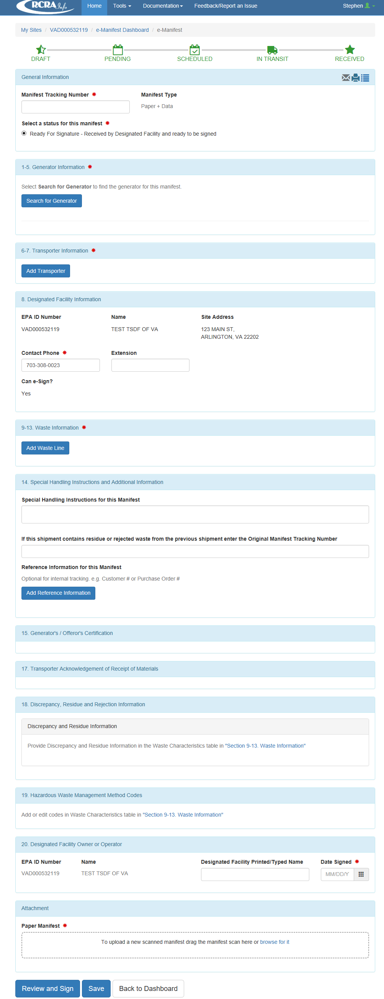 RCRAInfo Home Tools Documentation Feedback/Report an Issue Stephen
My Sites / VAD000532119 / e-Manifest Dashboard / e-Manifest
DRAFT PENDING SCHEDULED IN TRANSIT RECEIVED
General Information
Manifest Tracking Number * Manifest Type
Paper + Data
Select a status for this manifest *
Ready For Signature - Received by Designated Facility and ready to be signed
1-5. Generator Information *
Select Search for Generator to find the generator for this manifest.
Search for Generator
6-7. Transporter Information *
Add Transporter
8. Designated Facility Information
EPA ID Number Name Site Address
VAD000532119 TEST TSDF OF VA 123 MAIN ST,
ARLINGTON, VA 22202
Contact Phone * Extension
703-308-0023
Can e-Sign?
Yes
9-13. Waste Information *
Add Waste Line
14. Special Handling Instructions and Additional Information
Special Handling Instructions for this Manifest
If this shipment contains residue or rejected waste from the previous shipment enter the Original Manifest Tracking Number
Reference Information for this Manifest
Optional for internal tracking. e.g. Customer # or Purchase Order #
Add Reference Information
15. Generator's / Offeror's Certification
17. Transporter Acknowledgement of Receipt of Materials
18. Discrepancy, Residue and Rejection Information
Discrepancy and Residue Information
Provide Discrepancy and Residue Information in the Waste Characteristics table in "Section 9-13. Waste Information"
19. Hazardous Waste Management Method Codes
Add or edit codes in Waste Characteristics table in "Section 9-13. Waste Information"
20. Designated Facility Owner or Operator
EPA ID Number Name Designated Facility Printed/Typed Name Date Signed *
VAD000532119 TEST TSDF OF VA MM/DD/Y
Attachment
Paper Manifest *
To upload a new scanned manifest drag the manifest scan here or browse for it
Review and Sign Save Back to Dashboard